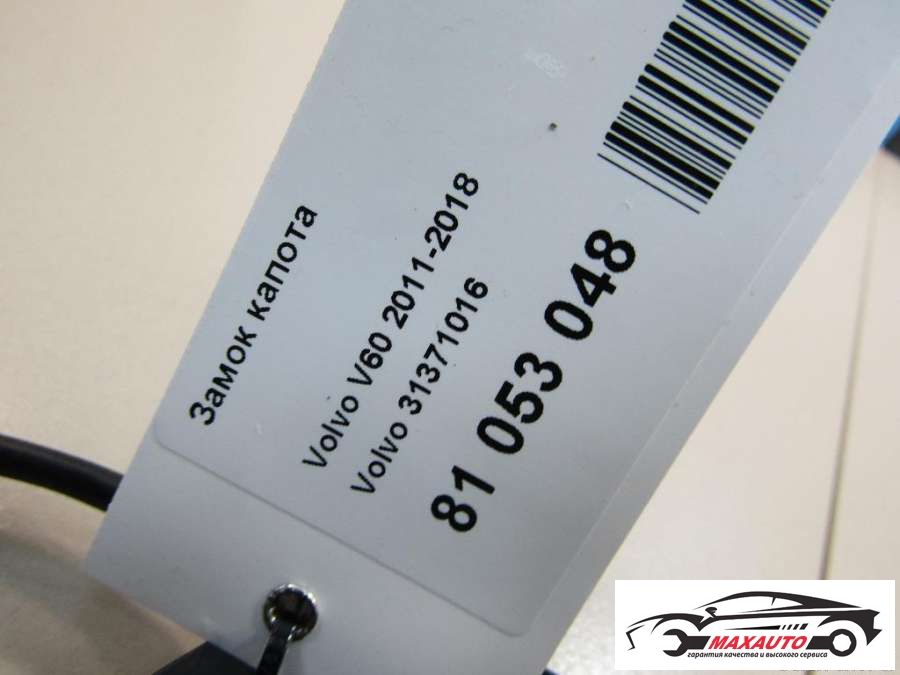 Замок капота
Volvo V60 2011-2018
Volvo 31371016
81 053 048
MAXAUTO
гарантия качества и высокого сервиса